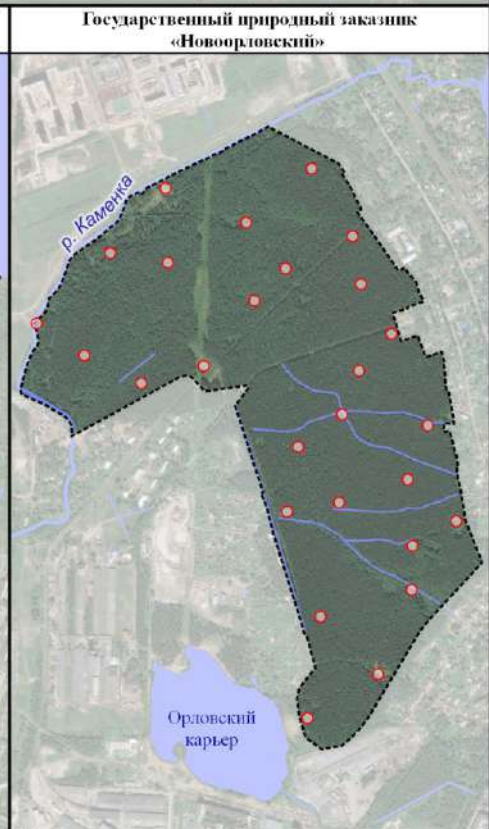 Государственный природный заказник
«Новоорловский»
р. Каменка
Орловский
карьер